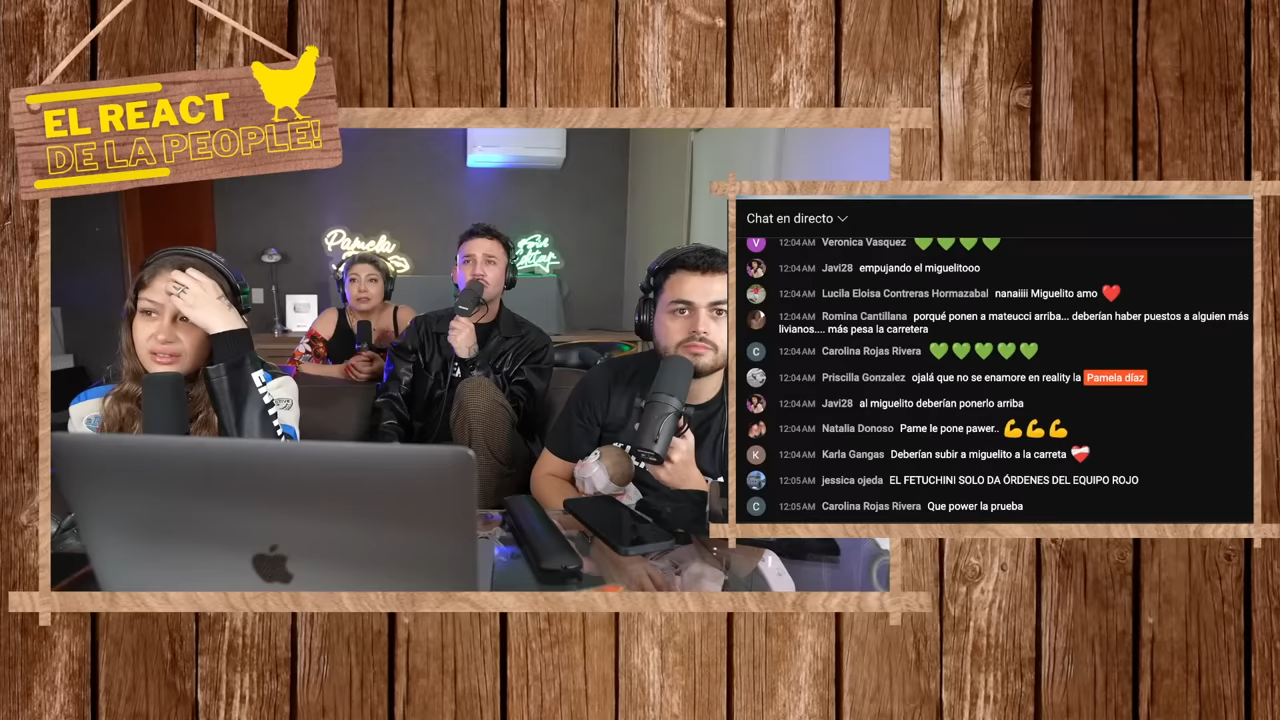 EL REACT
DE LA PEOPLE!
Pamela
Sin
Editar
Chat en directo
V 12:04 AM Veronica Vasquez 💚💚💚💚
12:04 AM Javi28 empujando el miguelitooo
12:04 AM Lucila Eloisa Contreras Hormazabal nanaiiii Miguelito amo ❤️
12:04 AM Romina Cantillana porqué ponen a mateucci arriba... deberían haber puestos a alguien más
livianos.... más pesa la carretera
C 12:04 AM Carolina Rojas Rivera 💚💚💚💚💚
12:04 AM Priscilla Gonzalez ojalá que no se enamore en reality la Pamela díaz
12:04 AM Javi28 al miguelito deberían ponerlo arriba
12:04 AM Natalia Donoso Pame le pone pawer.. 💪💪💪
K 12:04 AM Karla Gangas Deberían subir a miguelito a la carreta ❤️‍🩹
12:05 AM jessica ojeda EL FETUCHINI SOLO DA ÓRDENES DEL EQUIPO ROJO
C 12:05 AM Carolina Rojas Rivera Que power la prueba